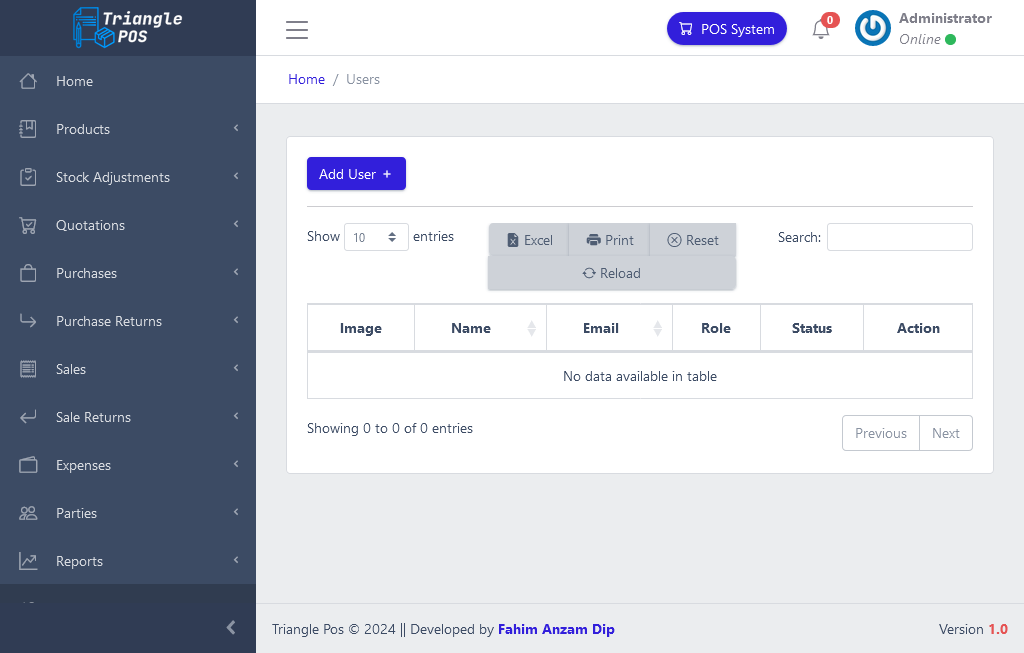 Triangle
POS
POS System
0
Administrator
Online
Home
Products
Stock Adjustments
Quotations
Purchases
Purchase Returns
Sales
Sale Returns
Expenses
Parties
Reports
Home / Users
Add User +
Show 10 entries
Excel
Print
Reset
Reload
Search:
Image
Name
Email
Role
Status
Action
No data available in table
Showing 0 to 0 of 0 entries
Previous
Next
Triangle Pos © 2024 || Developed by Fahim Anzam Dip
Version 1.0